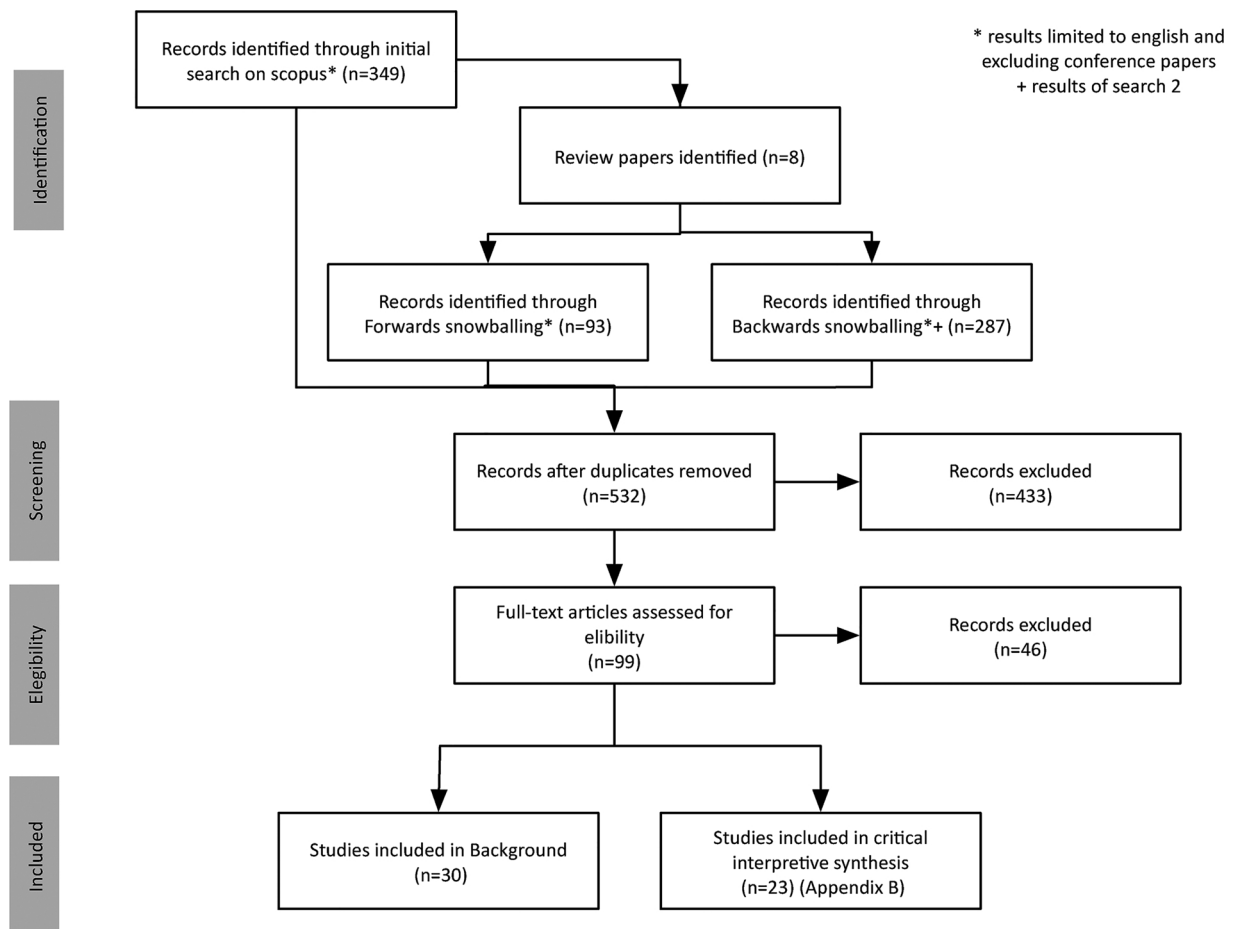 Records identified through initial
search on scopus* (n=349)
* results limited to english and
excluding conference papers
+ results of search 2
Identification
Review papers identified (n=8)
Records identified through
Forwards snowballing* (n=93)
Records identified through
Backwards snowballing*+ (n=287)
Screening
Records after duplicates removed
(n=532)
Records excluded
(n=433)
Elegibility
Full-text articles assessed for
elibility
(n=99)
Records excluded
(n=46)
Included
Studies included in Background
(n=30)
Studies included in critical
interpretive synthesis
(n=23) (Appendix B)